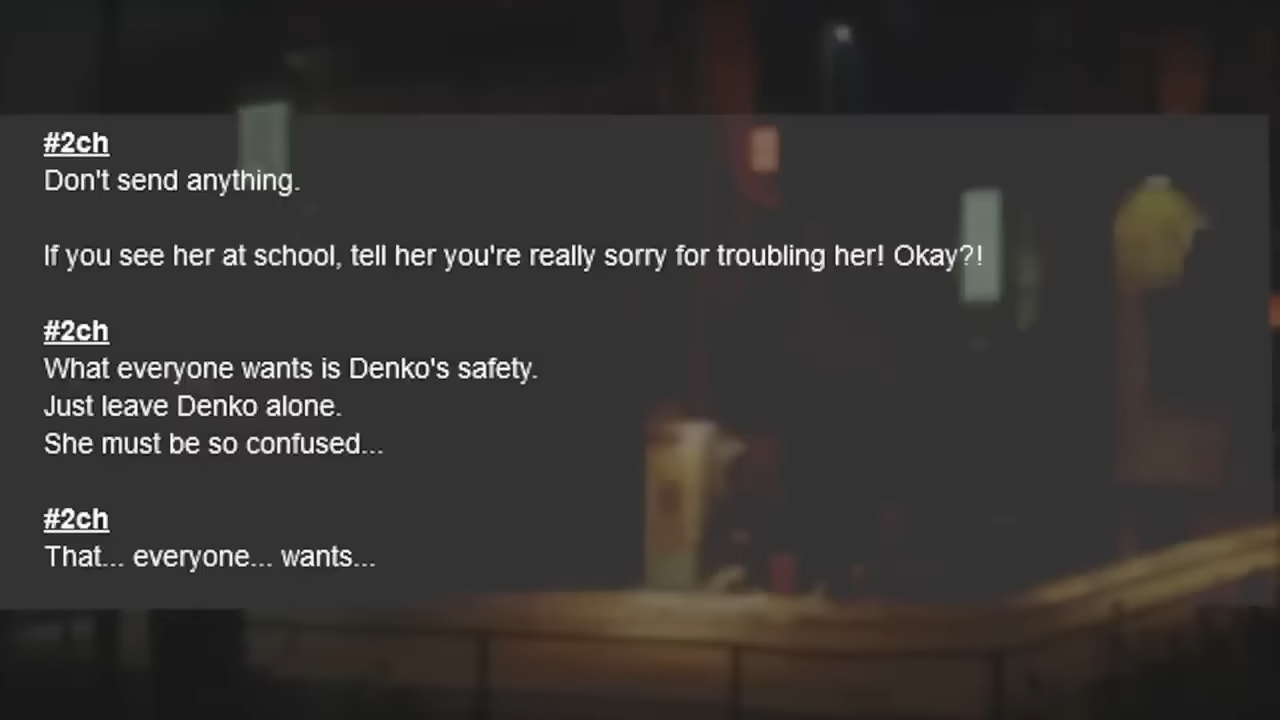 #2ch
Don't send anything.
If you see her at school, tell her you're really sorry for troubling her! Okay?!
#2ch
What everyone wants is Denko's safety.
Just leave Denko alone.
She must be so confused...
#2ch
That... everyone... wants...